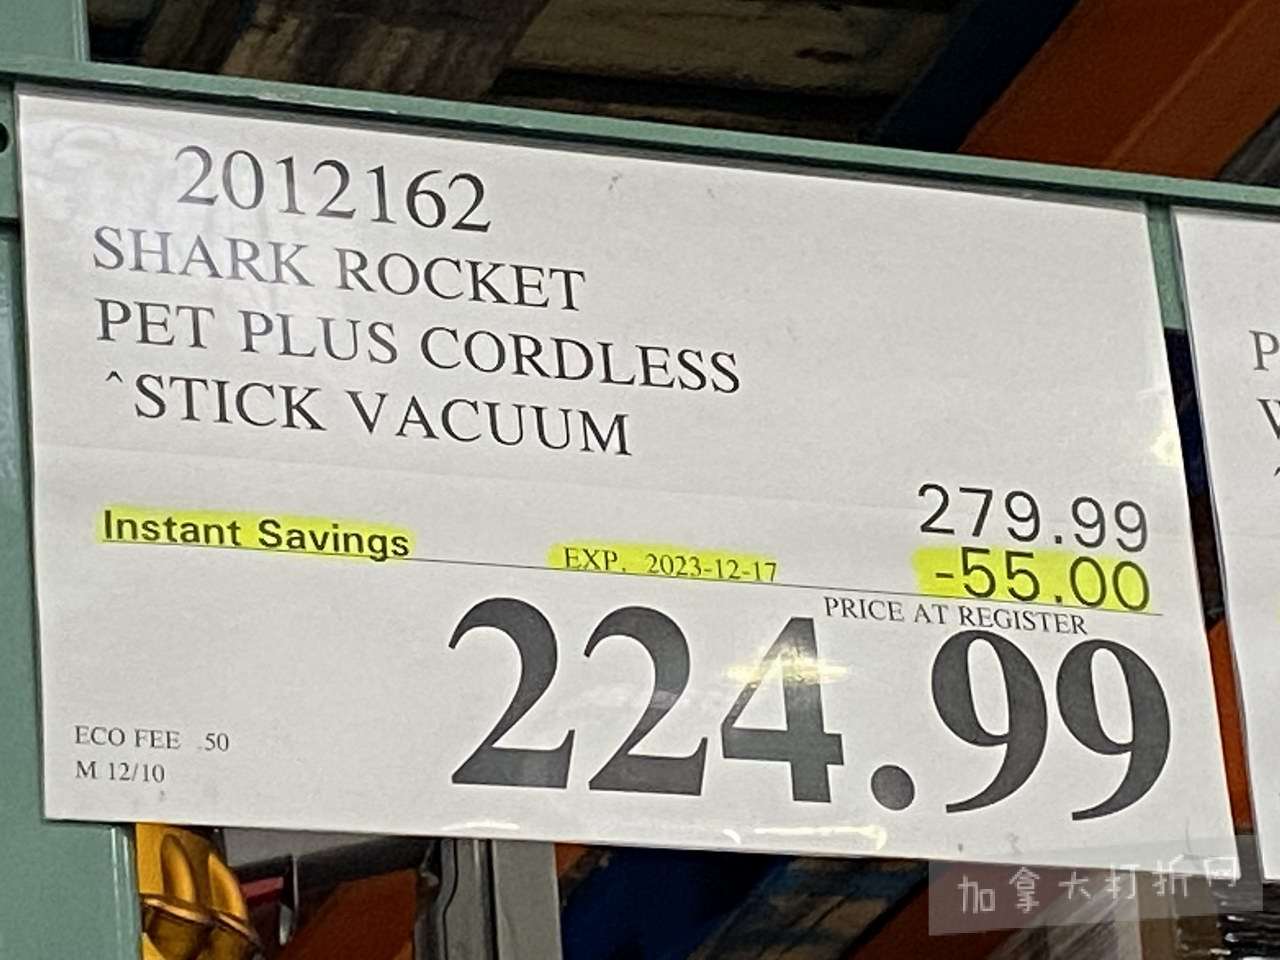 2012162
SHARK ROCKET
PET PLUS CORDLESS
^STICK VACUUM
279.99
Instant Savings EXP. 2023-12-17 -55.00
PRICE AT REGISTER
224.99
ECO FEE .50
M 12/10
P
W
加拿大打折网